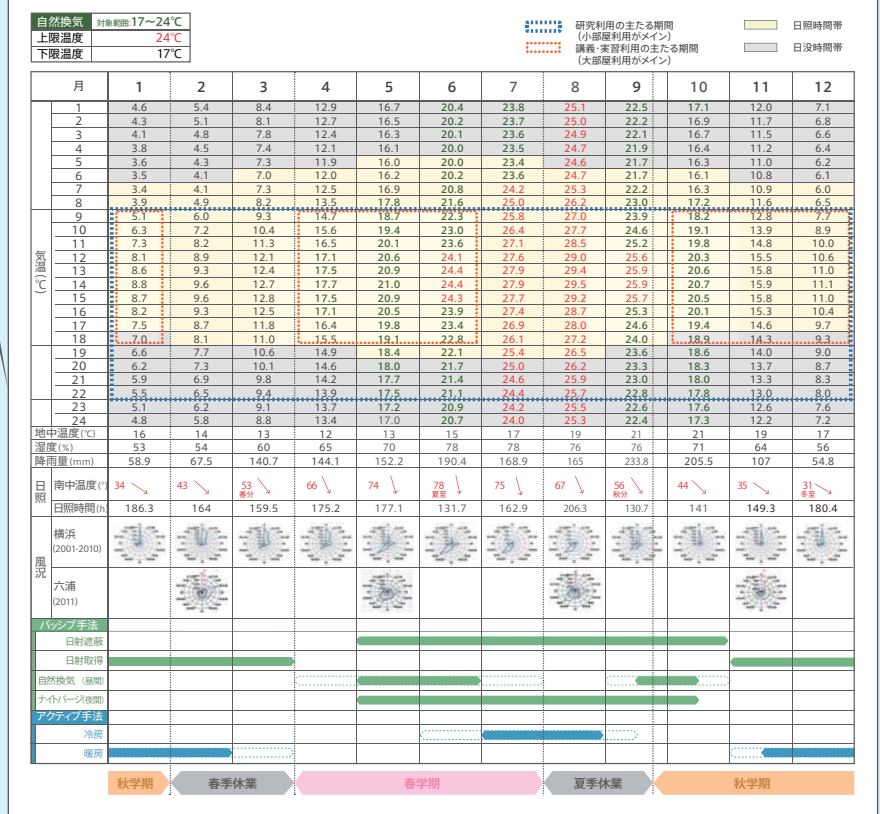 自然換気 対象範囲:17～24℃
上限温度 24℃
下限温度 17℃
研究利用の主たる期間
(小部屋利用がメイン)
講義･実習利用の主たる期間
(大部屋利用がメイン)
日照時間帯
日没時間帯
月 1 2 3 4 5 6 7 8 9 10 11 12
気温(℃)
1 4.6 5.4 8.4 12.9 16.7 20.4 23.8 25.1 22.5 17.1 12.0 7.1
2 4.3 5.1 8.1 12.7 16.5 20.2 23.7 25.0 22.2 16.9 11.7 6.8
3 4.1 4.8 7.8 12.4 16.3 20.1 23.6 24.9 22.1 16.7 11.5 6.6
4 3.8 4.5 7.4 12.1 16.1 20.0 23.5 24.7 21.9 16.4 11.2 6.4
5 3.6 4.3 7.3 11.9 16.0 20.0 23.4 24.6 21.7 16.3 11.0 6.2
6 3.5 4.1 7.0 12.0 16.2 20.2 23.6 24.7 21.7 16.1 10.8 6.1
7 3.4 4.1 7.3 12.5 16.9 20.8 24.2 25.3 22.2 16.3 10.9 6.0
8 3.9 4.9 8.2 13.5 17.8 21.6 25.0 26.2 23.0 17.2 11.6 6.5
9 5.1 6.0 9.3 14.7 18.7 22.3 25.8 27.0 23.9 18.2 12.8 7.7
10 6.3 7.2 10.4 15.6 19.4 23.0 26.4 27.7 24.6 19.1 13.9 8.9
11 7.3 8.2 11.3 16.5 20.1 23.6 27.1 28.5 25.2 19.8 14.8 10.0
12 8.1 8.9 12.1 17.1 20.6 24.1 27.6 29.0 25.6 20.3 15.5 10.6
13 8.6 9.3 12.4 17.5 20.9 24.4 27.9 29.4 25.9 20.6 15.8 11.0
14 8.8 9.6 12.7 17.7 21.0 24.4 27.9 29.5 25.9 20.7 15.9 11.1
15 8.7 9.6 12.8 17.5 20.9 24.3 27.7 29.2 25.7 20.5 15.8 11.0
16 8.2 9.3 12.5 17.1 20.5 23.9 27.4 28.7 25.3 20.1 15.3 10.4
17 7.5 8.7 11.8 16.4 19.8 23.4 26.9 28.0 24.6 19.4 14.6 9.7
18 7.0 8.1 11.0 15.5 19.1 22.8 26.1 27.2 24.0 18.9 14.3 9.3
19 6.6 7.7 10.6 14.9 18.4 22.1 25.4 26.5 23.6 18.6 14.0 9.0
20 6.2 7.3 10.1 14.6 18.0 21.7 25.0 26.2 23.3 18.3 13.7 8.7
21 5.9 6.9 9.8 14.2 17.7 21.4 24.6 25.9 23.0 18.0 13.3 8.3
22 5.5 6.5 9.4 13.9 17.5 21.1 24.4 25.7 22.8 17.8 13.0 8.0
23 5.1 6.2 9.1 13.7 17.2 20.9 24.2 25.5 22.6 17.6 12.6 7.6
24 4.8 5.8 8.8 13.4 17.0 20.7 24.0 25.3 22.4 17.3 12.2 7.2
地中温度(℃) 16 14 13 12 13 15 17 19 21 21 19 17
湿度(%) 53 54 60 65 70 78 78 76 76 71 64 56
降雨量(mm) 58.9 67.5 140.7 144.1 152.2 190.4 168.9 165 233.8 205.5 107 54.8
日照
南中温度(°) 34 43 53 66 74 78 75 67 56 44 35 31
春分 夏至 秋分 冬至
日照時間(h) 186.3 164 159.5 175.2 177.1 131.7 162.9 206.3 130.7 141 149.3 180.4
風況
横浜
(2001-2010)
六浦
(2011)
パッシブ手法
日射遮蔽
日射取得
自然換気 (昼間)
ナイトパージ(夜間)
アクティブ手法
冷房
暖房
秋学期 春季休業 春学期 夏季休業 秋学期